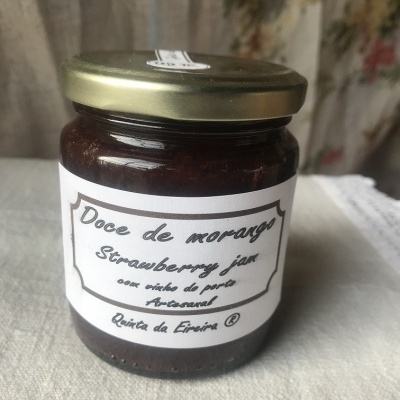 Doce de morango
Strawberry jam
com vinho do porto
Artesanal
Quinta da Eireira ®